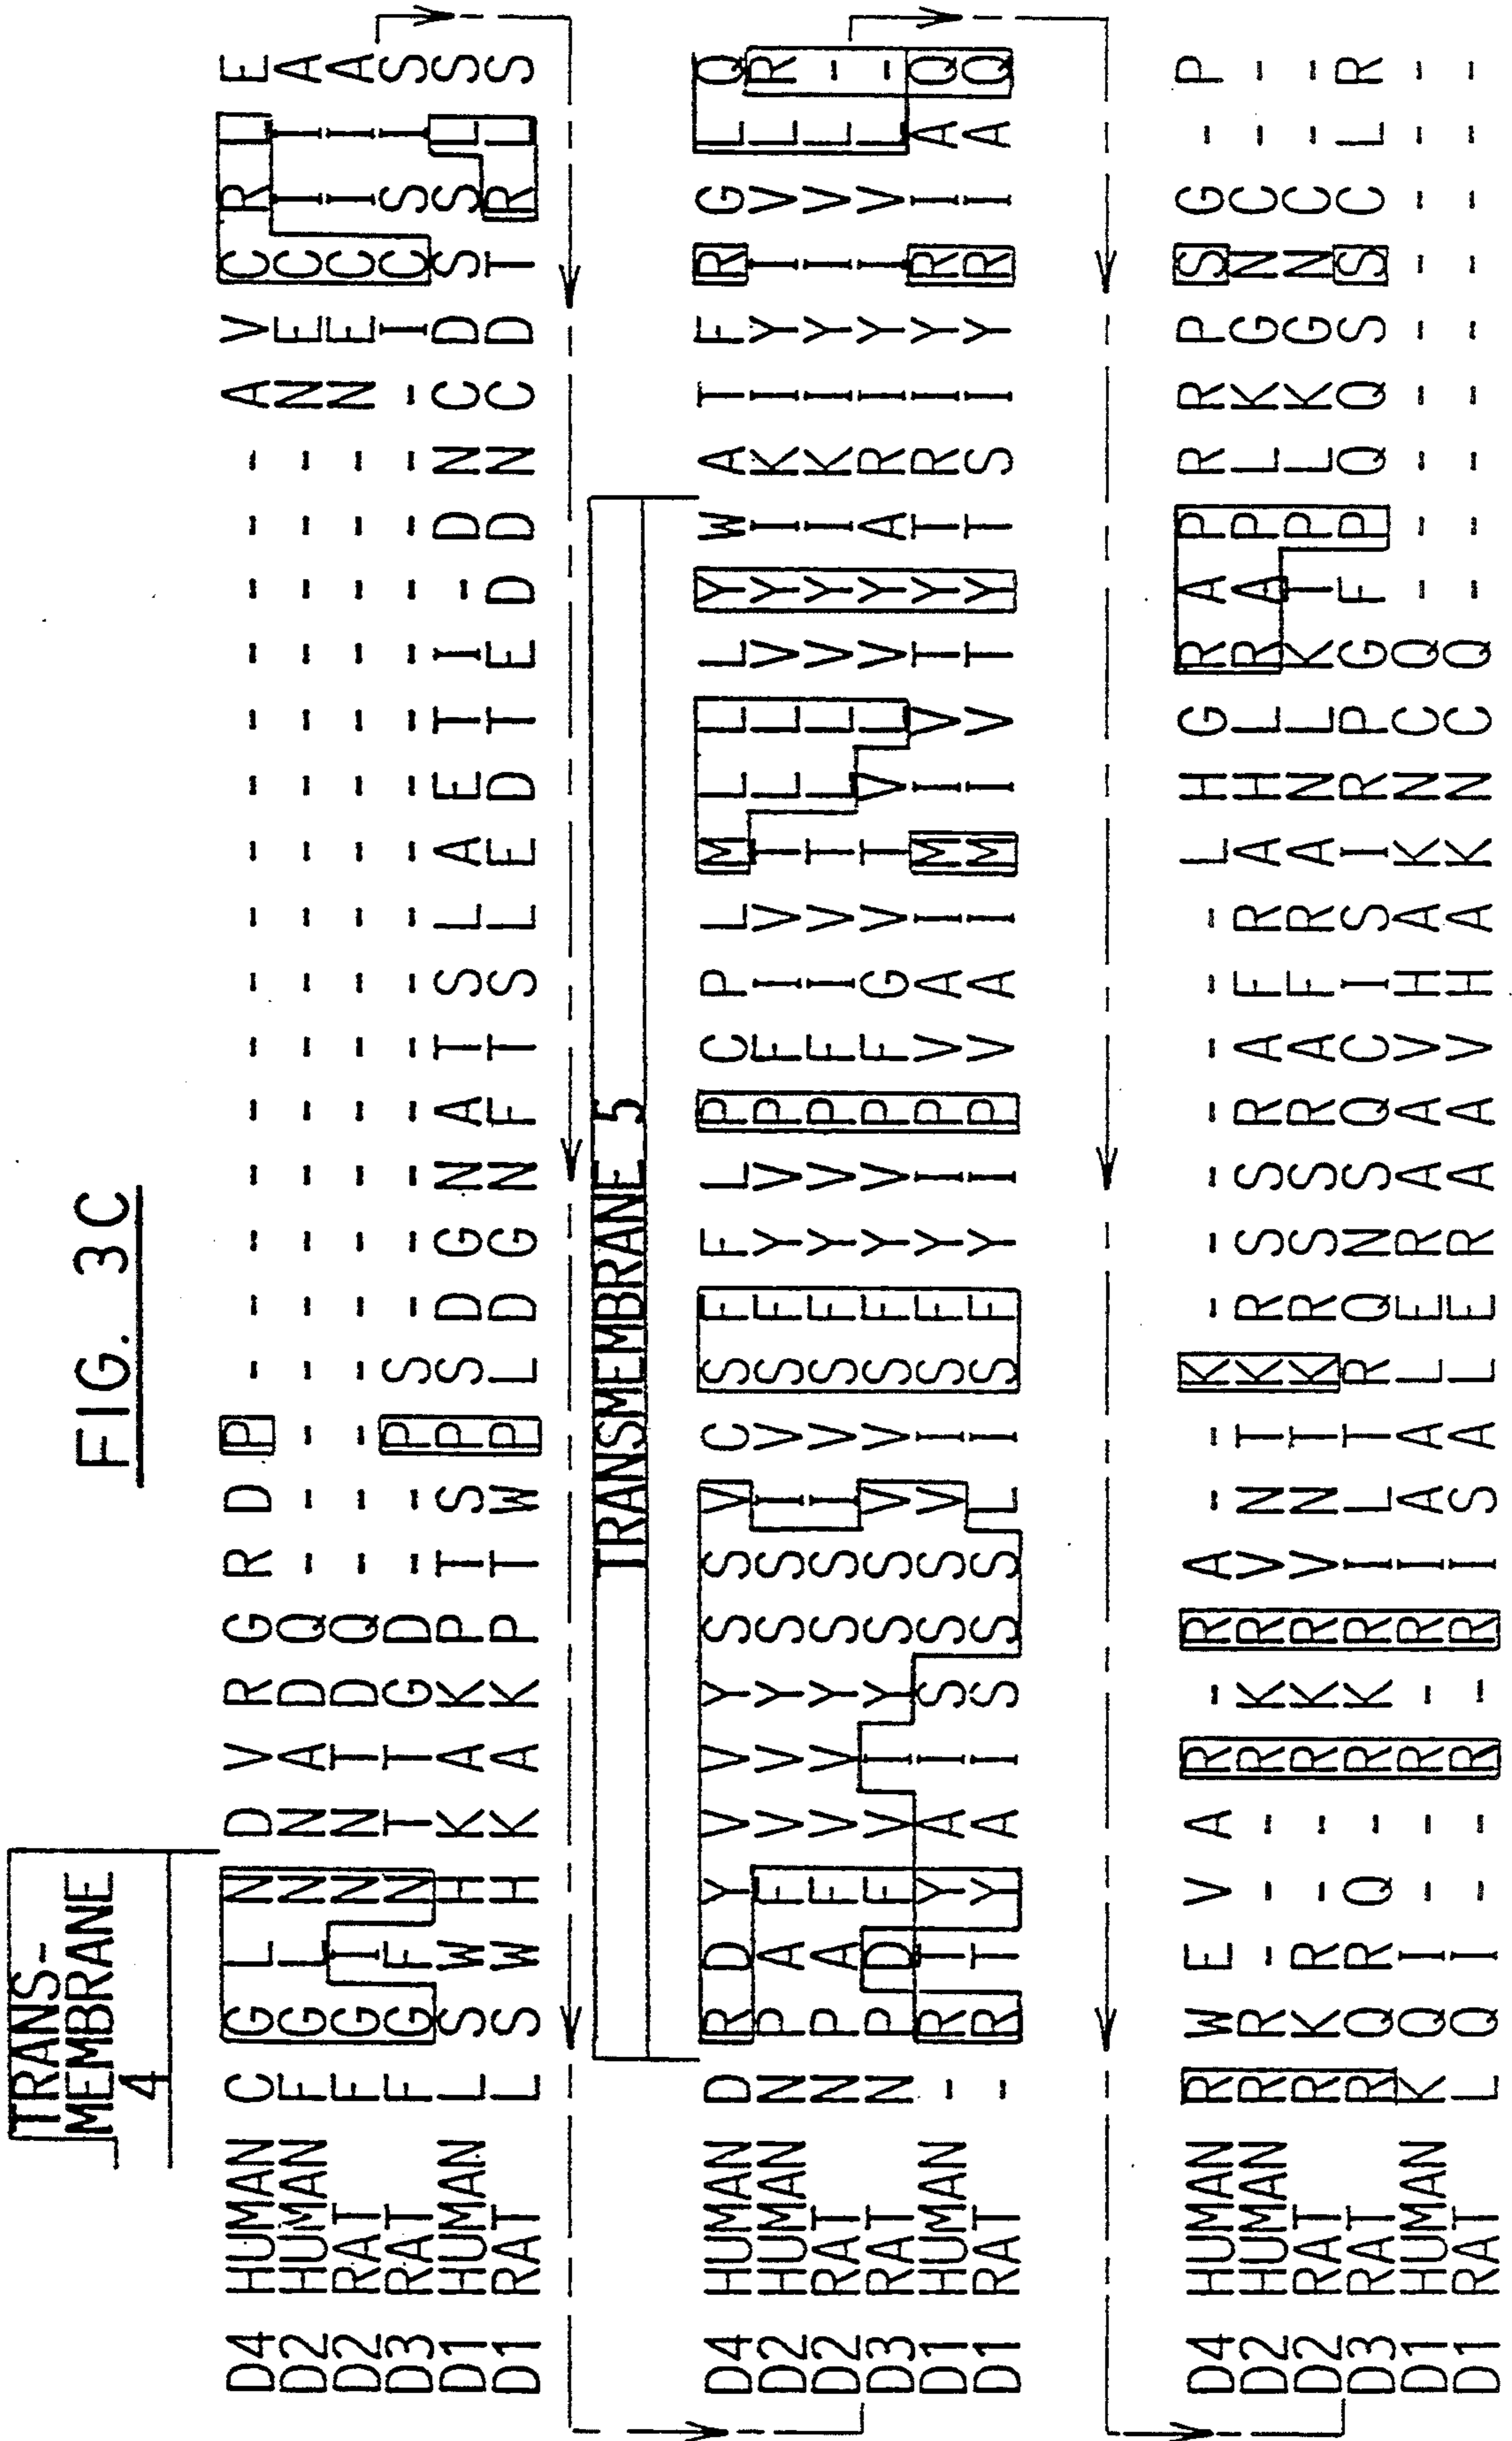 FIG. 3C
TRANS-
MEMBRANE
4
D4 HUMAN C G L N D V R G R D P - - - - - - - - - - - - - - - A V C R L E
D2 HUMAN F G L N N A D Q - - - - - - - - - - - - - - - - - - N E C I I A
D2 RAT F G I N N T D Q - - - - - - - - - - - - - - - - - - N E C I I A
D3 RAT F G F N T T G D - - P S - - - - - - - - - - - - - - - I C S I S
D1 HUMAN L S W H K A K P T S P S D G N A T S L A E T I - D N C D S S L S
D1 RAT L S W H K A K P T W P L D G N F T S L E D T E D D N C D T R L S
TRANSMEMBRANE 5
D4 HUMAN D R D Y V V Y S S V C S F F L P C P L M L L L Y W A T F R G L Q
D2 HUMAN N P A F V V Y S S I V S F Y V P F I V T L L V Y I K I Y I V L R
D2 RAT N P A F V V Y S S I V S F Y V P F I V T L L V Y I K I Y I V L -
D3 RAT N P D F V I Y S S V V S F Y V P F G V T V L V Y A R I Y I V L -
D1 HUMAN - R T Y A I S S S V I S F Y I P V A I M I V T Y T R I Y R I A Q
D1 RAT - R T Y A I S S S L I S F Y I P V A I M I V T Y T S I Y R I A Q
D4 HUMAN R W E V A R - R A - - K - - - - - - - L H G R A P R R P S G - P
D2 HUMAN R R - - - R K R V N T K R S S R A F R A H L R A P L K G N C - -
D2 RAT R K R - - R K R V N T K R S S R A F R A N L K T P L K G N C - -
D3 RAT R Q R Q - R K R I L T R Q N S Q C I S I R P G F P Q Q S S C L R
D1 HUMAN K Q I - - R - R I A A L E R A A V H A K N C Q - - - - - - - - -
D1 RAT L Q I - - R - R I S A L E R A A V H A K N C Q - - - - - - - - -